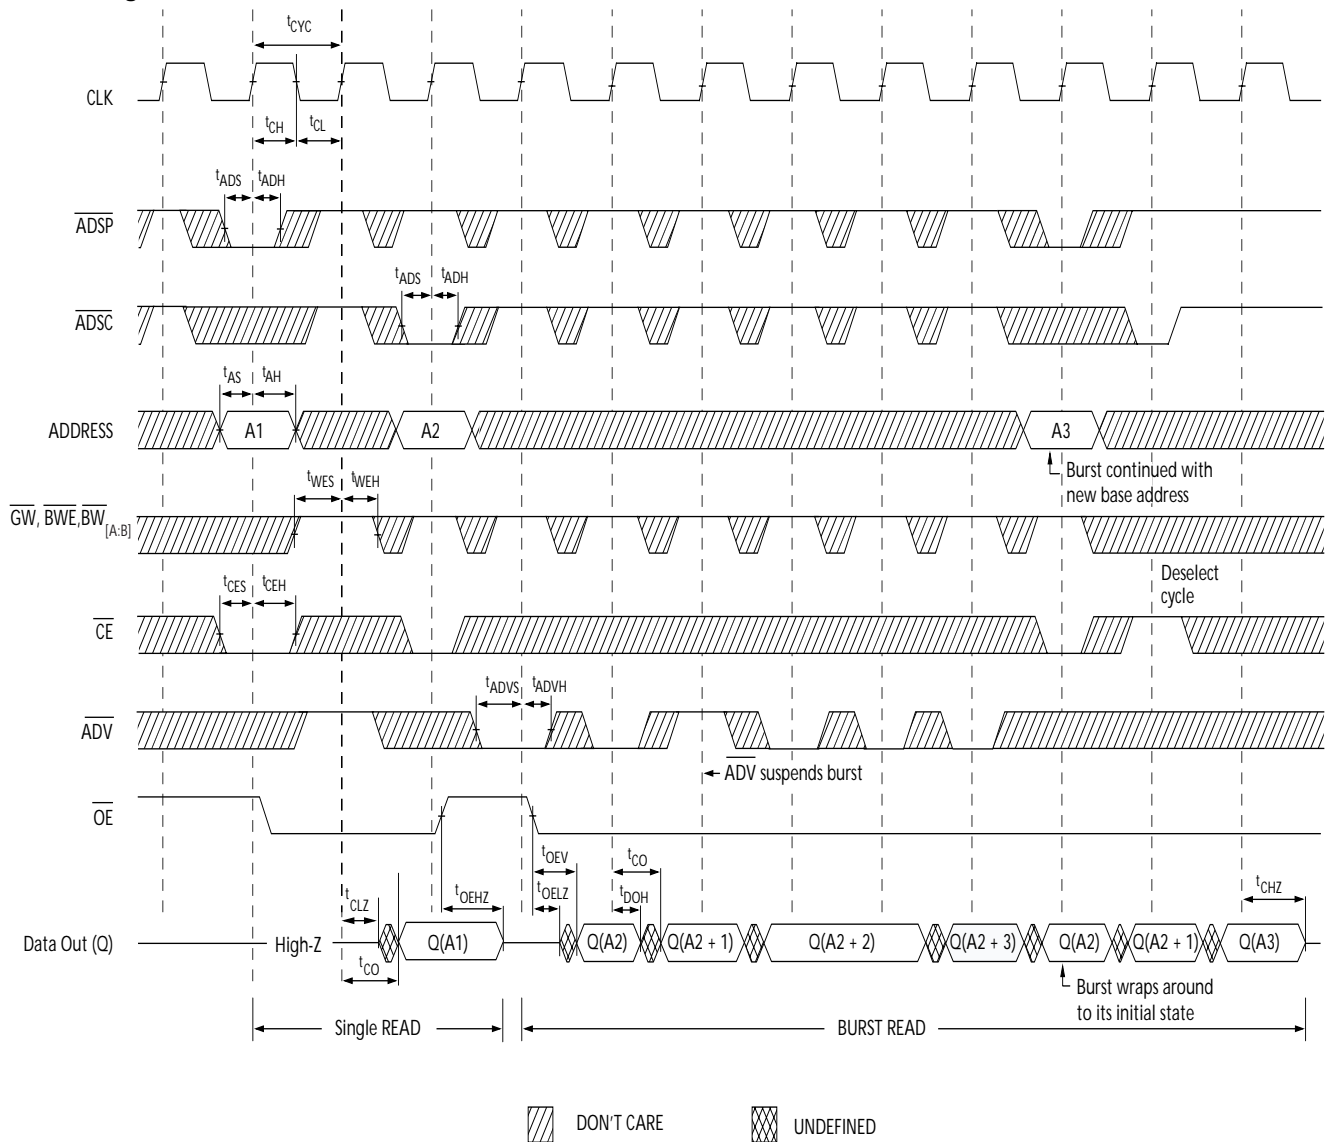 tCYC
CLK
tCH tCL
tADS tADH
ADSP
tADS tADH
ADSC
tAS tAH
ADDRESS A1 A2 A3
Burst continued with
new base address
tWES tWEH
GW, BWE,BW[A:B]
Deselect
cycle
tCES tCEH
CE
tADVS tADVH
ADV
ADV suspends burst
OE
tOEV tCO
tCLZ tOEHZ tOELZ tDOH tCHZ
Data Out (Q) High-Z Q(A1) Q(A2) Q(A2 + 1) Q(A2 + 2) Q(A2 + 3) Q(A2) Q(A2 + 1) Q(A3)
tCO
Burst wraps around
to its initial state
Single READ BURST READ
DON'T CARE UNDEFINED